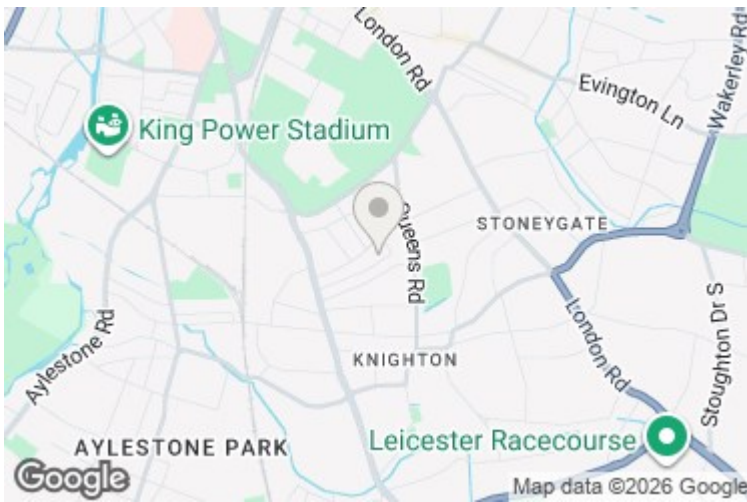 London Rd
Evington Ln
Wakerley Rd
King Power Stadium
Queens Rd
STONEYGATE
Aylestone Rd
KNIGHTON
London Rd
Stoughton Dr S
AYLESTONE PARK
Leicester Racecourse
Google
Map data ©2026 Google